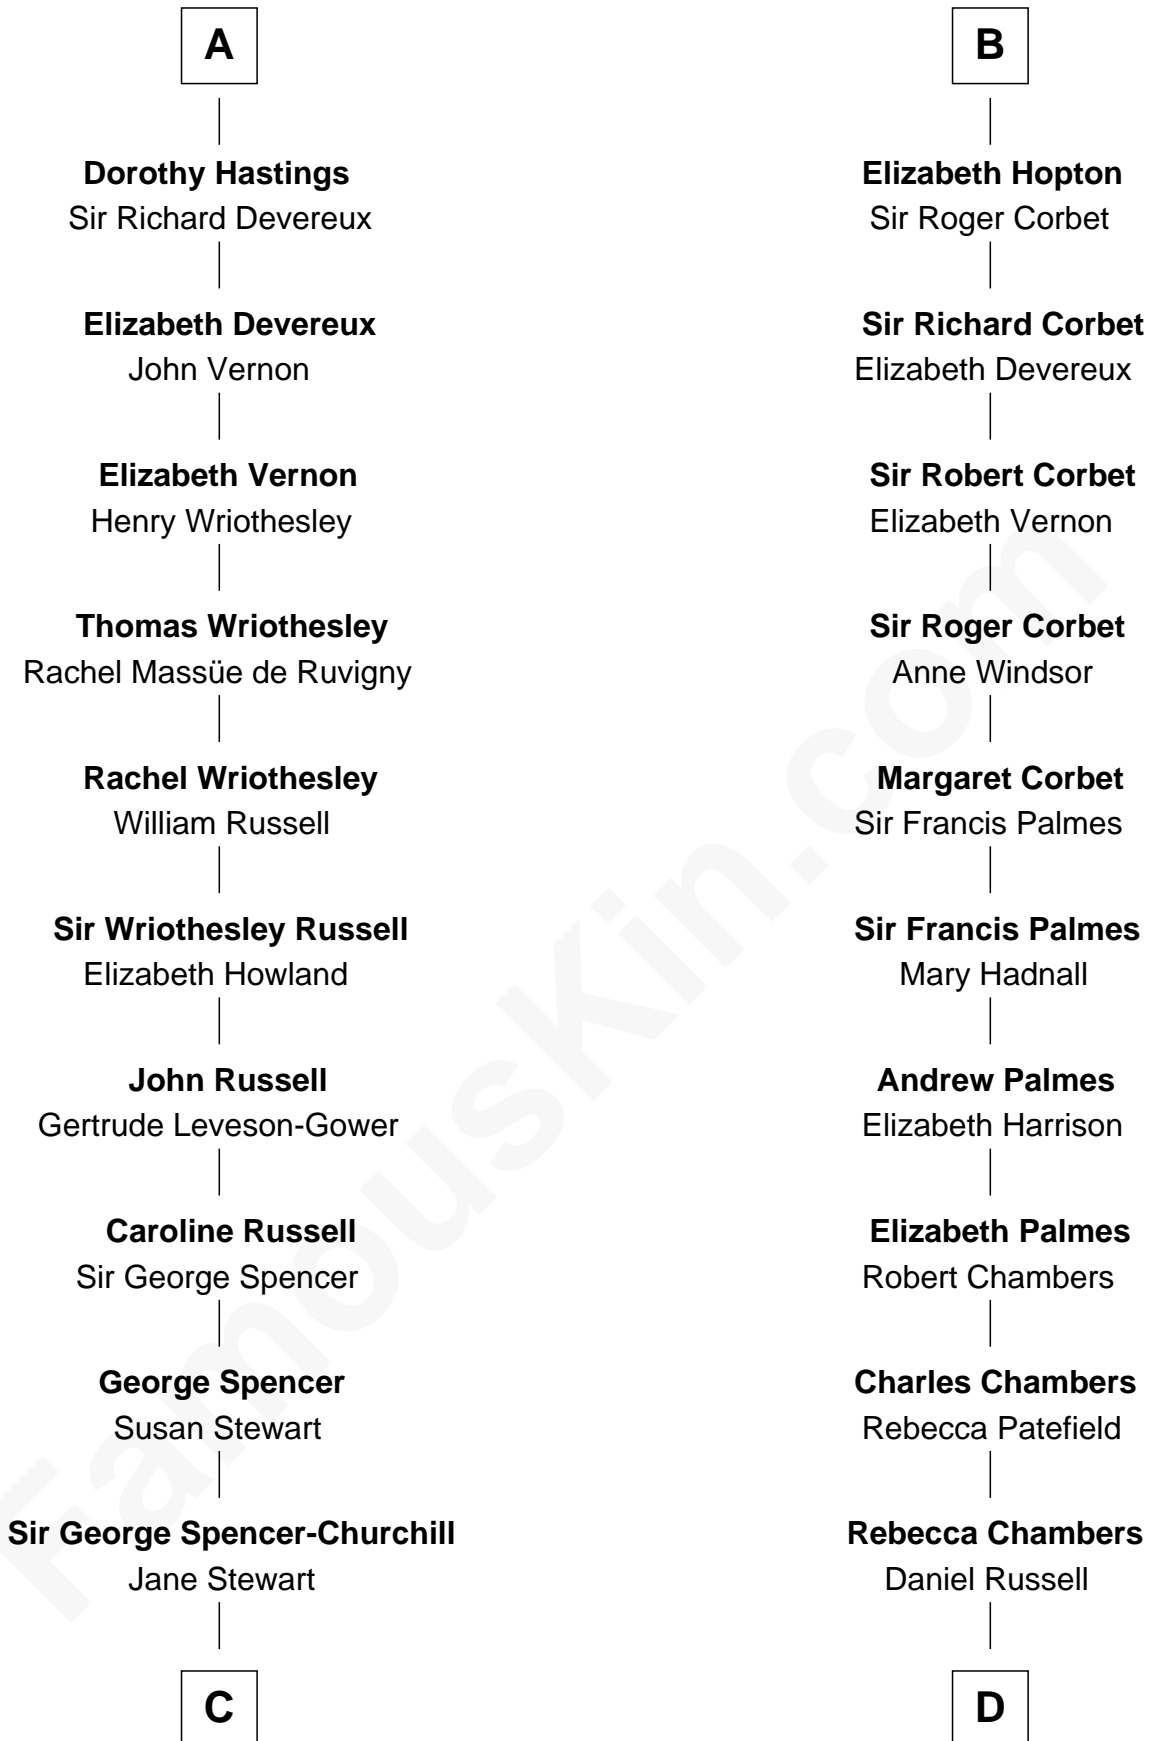 A
Dorothy Hastings
Sir Richard Devereux
Elizabeth Devereux
John Vernon
Elizabeth Vernon
Henry Wriothesley
Thomas Wriothesley
Rachel Massüe de Ruvigny
Rachel Wriothesley
William Russell
Sir Wriothesley Russell
Elizabeth Howland
John Russell
Gertrude Leveson-Gower
Caroline Russell
Sir George Spencer
George Spencer
Susan Stewart
Sir George Spencer-Churchill
Jane Stewart
C
B
Elizabeth Hopton
Sir Roger Corbet
Sir Richard Corbet
Elizabeth Devereux
Sir Robert Corbet
Elizabeth Vernon
Sir Roger Corbet
Anne Windsor
Margaret Corbet
Sir Francis Palmes
Sir Francis Palmes
Mary Hadnall
Andrew Palmes
Elizabeth Harrison
Elizabeth Palmes
Robert Chambers
Charles Chambers
Rebecca Patefield
Rebecca Chambers
Daniel Russell
D
FamousKin.com